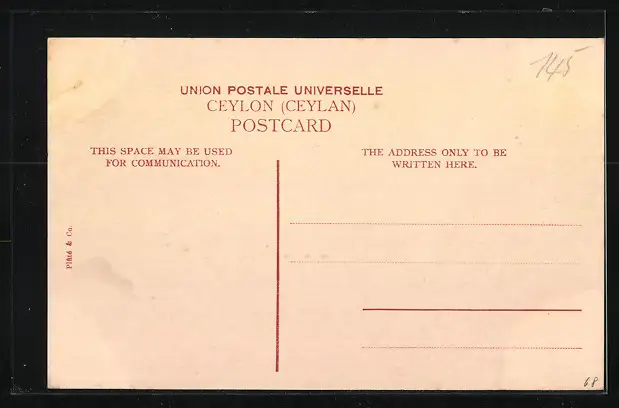 145
UNION POSTALE UNIVERSELLE
CEYLON (CEYLAN)
POSTCARD
THIS SPACE MAY BE USED
FOR COMMUNICATION.
THE ADDRESS ONLY TO BE
WRITTEN HERE.
Plâté & Co.
68